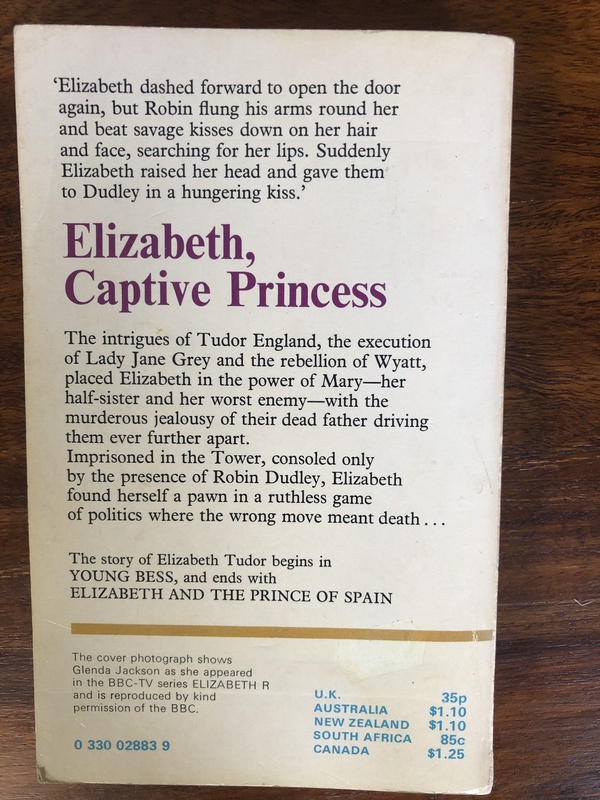 ‘Elizabeth dashed forward to open the door
again, but Robin flung his arms round her
and beat savage kisses down on her hair
and face, searching for her lips. Suddenly
Elizabeth raised her head and gave them
to Dudley in a hungering kiss.’
Elizabeth,
Captive Princess
The intrigues of Tudor England, the execution
of Lady Jane Grey and the rebellion of Wyatt,
placed Elizabeth in the power of Mary—her
half-sister and her worst enemy—with the
murderous jealousy of their dead father driving
them ever further apart.
Imprisoned in the Tower, consoled only
by the presence of Robin Dudley, Elizabeth
found herself a pawn in a ruthless game
of politics where the wrong move meant death...
The story of Elizabeth Tudor begins in
YOUNG BESS, and ends with
ELIZABETH AND THE PRINCE OF SPAIN
The cover photograph shows
Glenda Jackson as she appeared
in the BBC-TV series ELIZABETH R
and is reproduced by kind
permission of the BBC.
0 330 02883 9
U.K. 35p
AUSTRALIA $1.10
NEW ZEALAND $1.10
SOUTH AFRICA 85c
CANADA $1.25